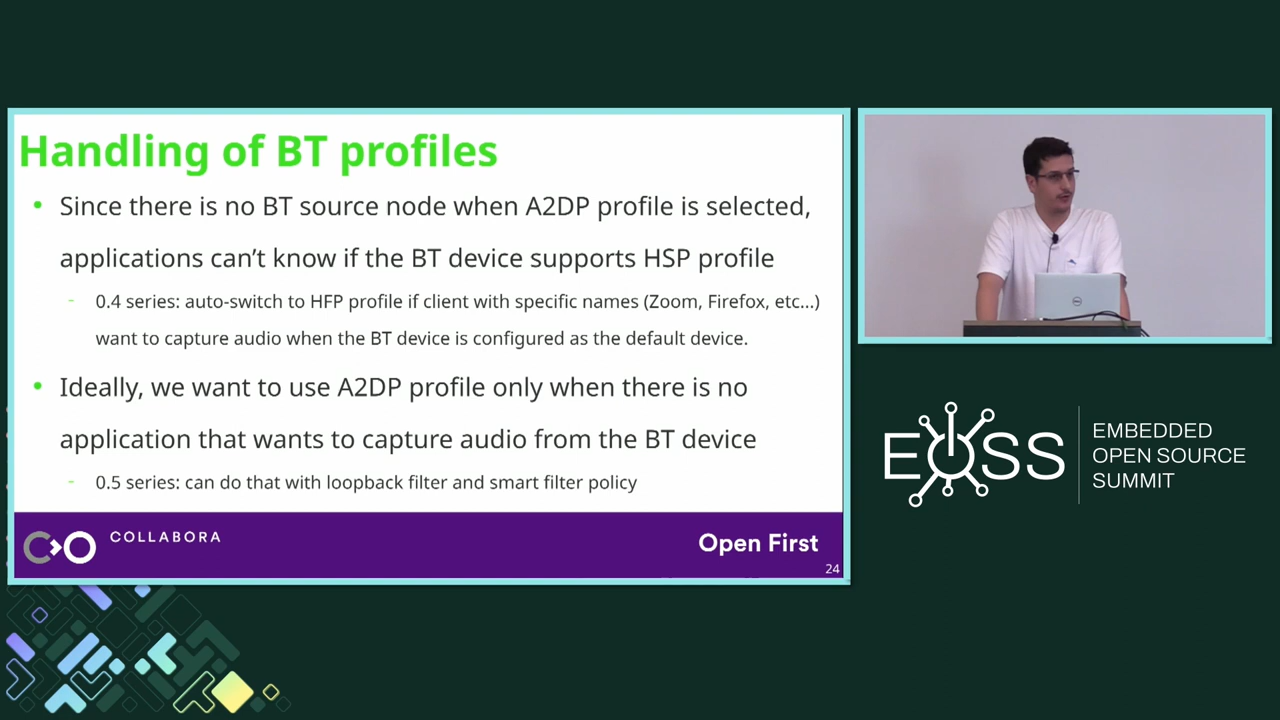 Handling of BT profiles
• Since there is no BT source node when A2DP profile is selected,
applications can’t know if the BT device supports HSP profile
- 0.4 series: auto-switch to HFP profile if client with specific names (Zoom, Firefox, etc...)
want to capture audio when the BT device is configured as the default device.
• Ideally, we want to use A2DP profile only when there is no
application that wants to capture audio from the BT device
- 0.5 series: can do that with loopback filter and smart filter policy
COLLABORA
Open First
24
EOSS
EMBEDDED
OPEN SOURCE
SUMMIT